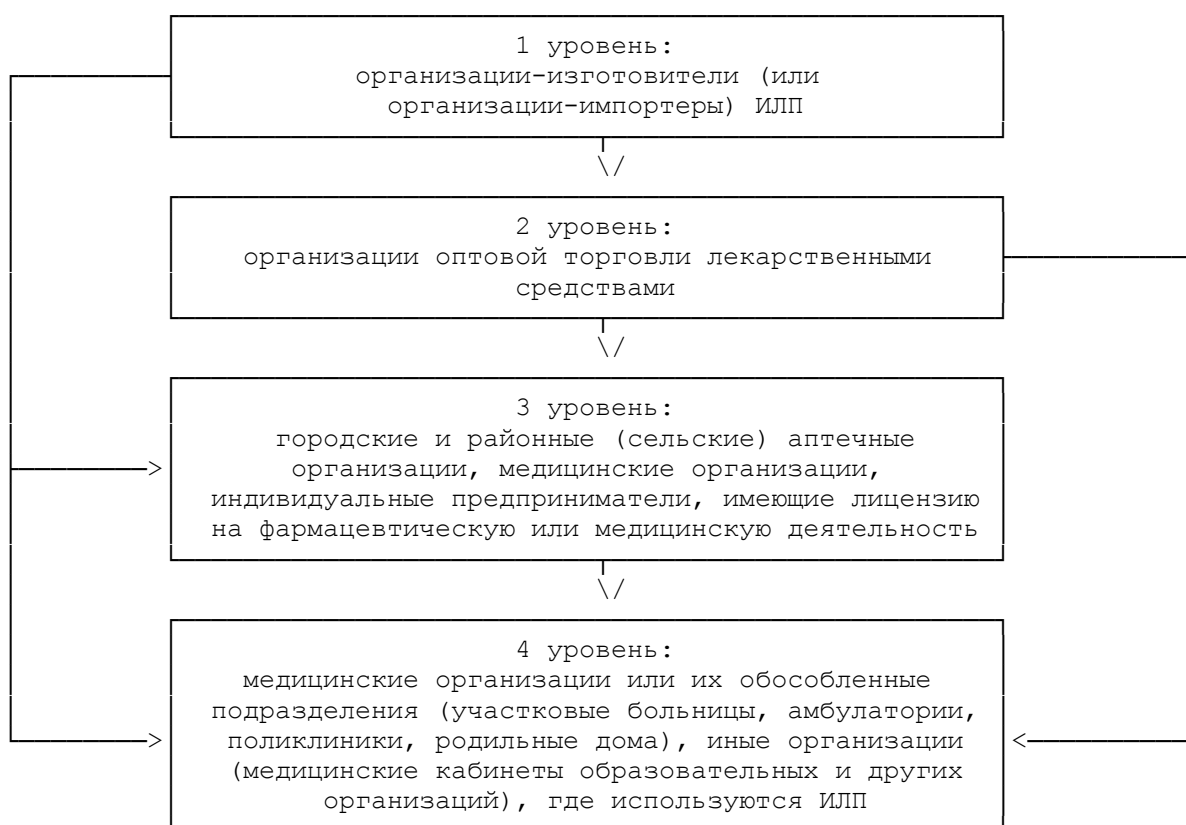 1 уровень:
организации-изготовители (или
организации-импортеры) ИЛП
2 уровень:
организации оптовой торговли лекарственными
средствами
3 уровень:
городские и районные (сельские) аптечные
организации, медицинские организации,
индивидуальные предприниматели, имеющие лицензию
на фармацевтическую или медицинскую деятельность
4 уровень:
медицинские организации или их обособленные
подразделения (участковые больницы, амбулатории,
поликлиники, родильные дома), иные организации
(медицинские кабинеты образовательных и других
организаций), где используются ИЛП